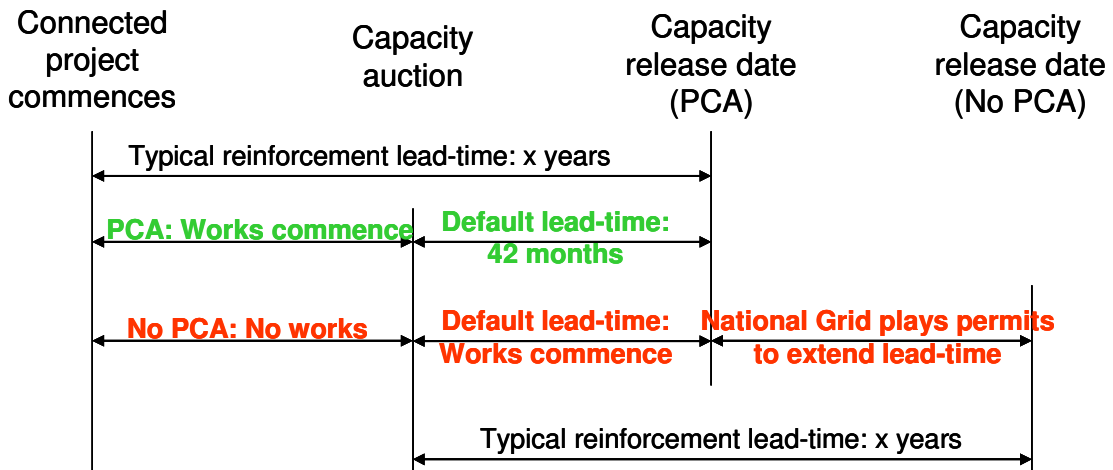 Connected
project
commences
Capacity
auction
Capacity
release date
(PCA)
Capacity
release date
(No PCA)
Typical reinforcement lead-time: x years
PCA: Works commence
Default lead-time:
42 months
No PCA: No works
Default lead-time:
Works commence
National Grid plays permits
to extend lead-time
Typical reinforcement lead-time: x years